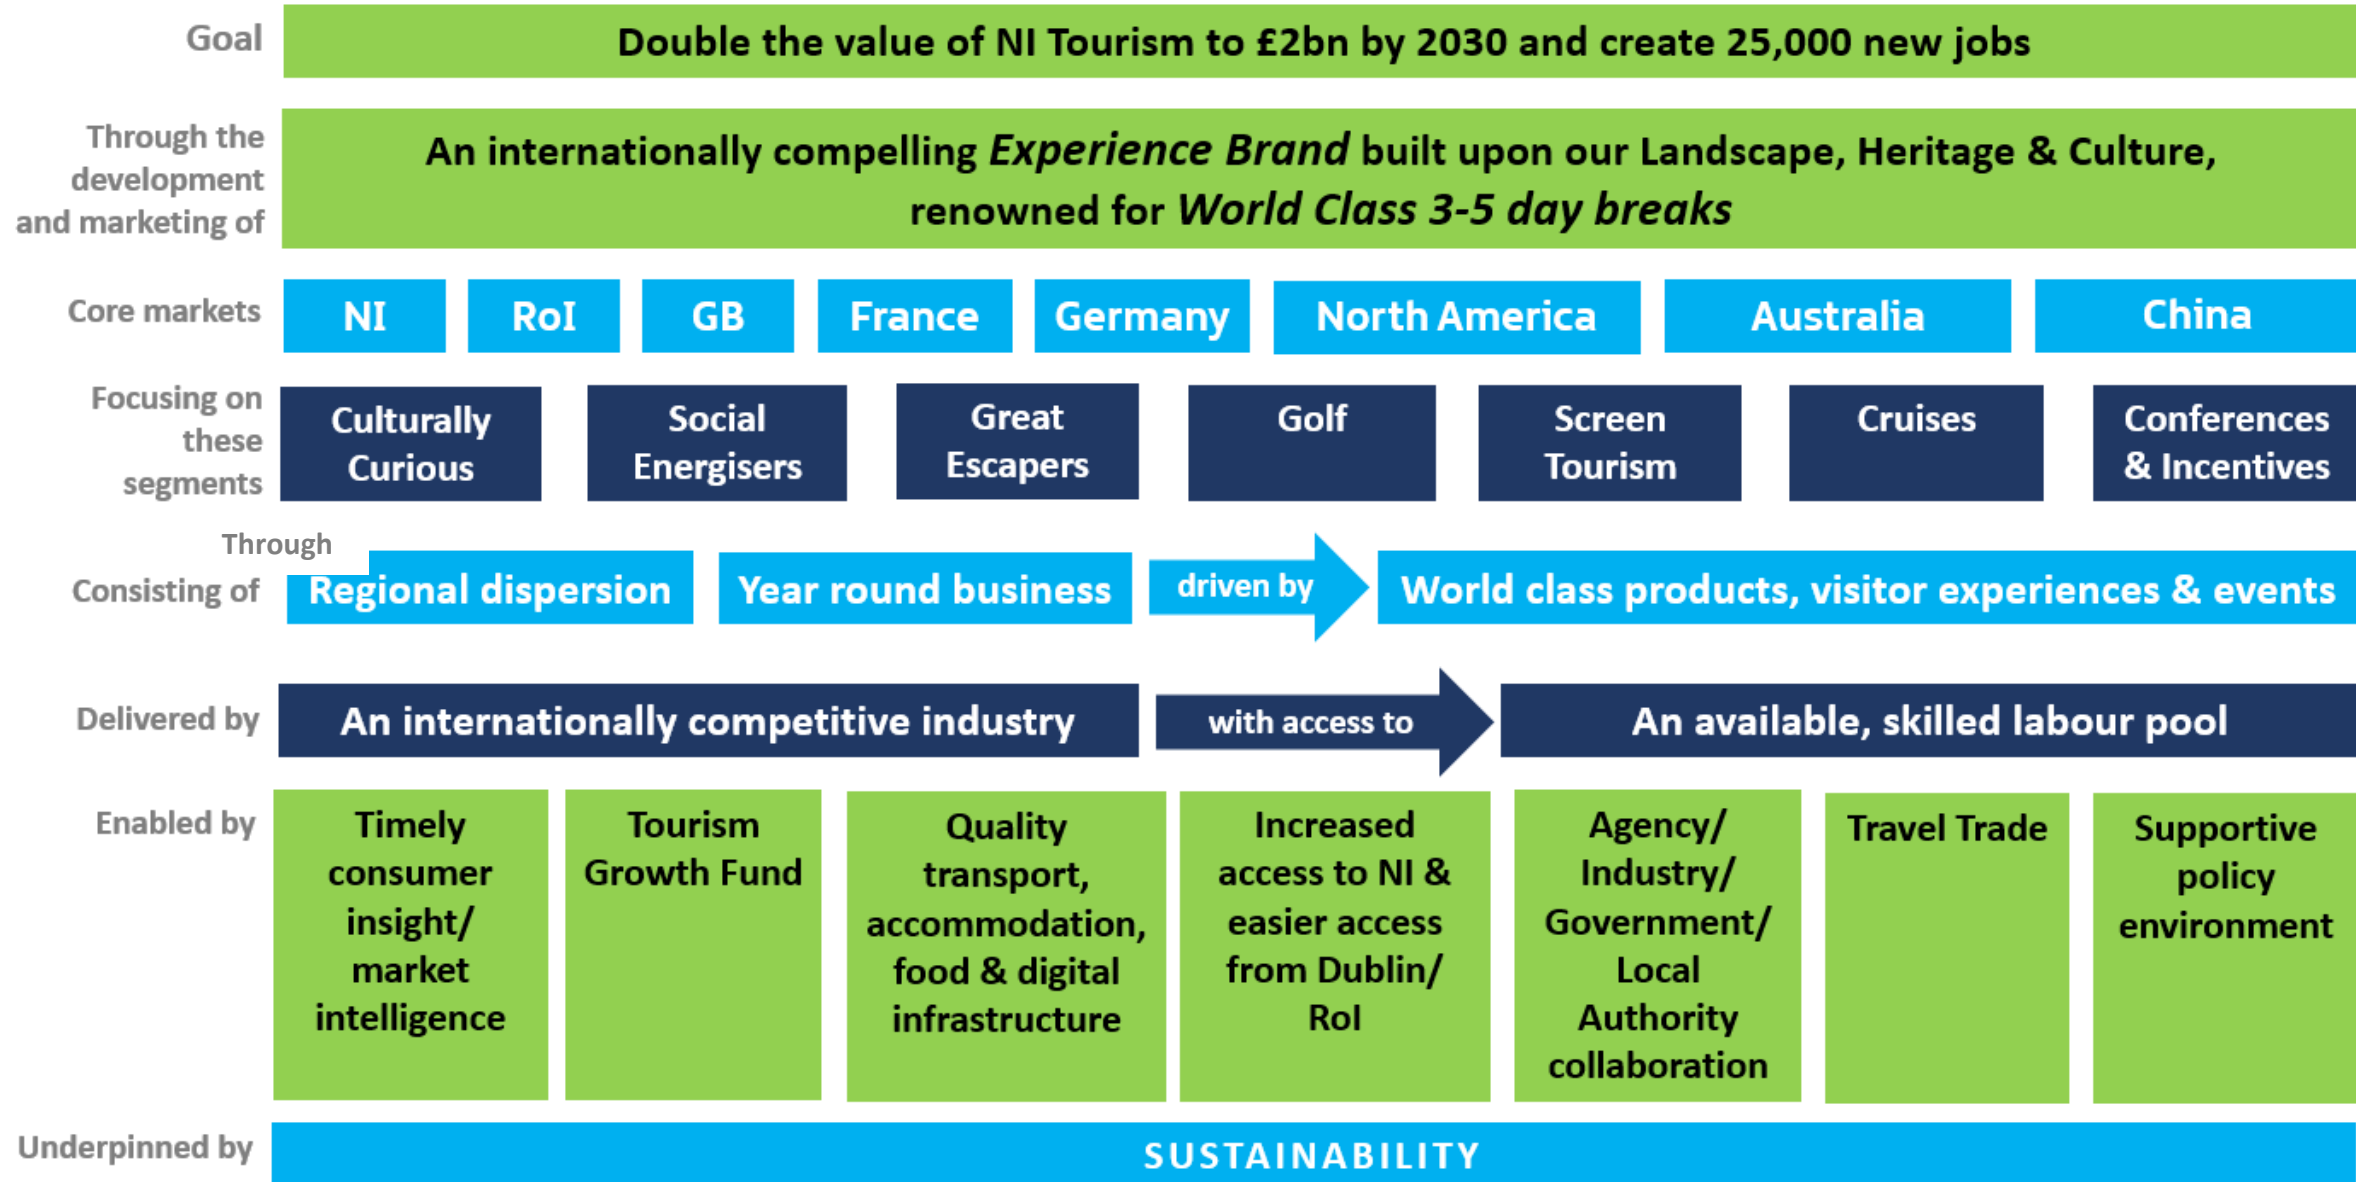 Goal
Double the value of NI Tourism to £2bn by 2030 and create 25,000 new jobs
Through the
development
and marketing of
An internationally compelling Experience Brand built upon our Landscape, Heritage & Culture,
renowned for World Class 3-5 day breaks
Core markets
NI
RoI
GB
France
Germany
North America
Australia
China
Focusing on
these
segments
Culturally
Curious
Social
Energisers
Great
Escapers
Golf
Screen
Tourism
Cruises
Conferences
& Incentives
Through
Consisting of
Regional dispersion
Year round business
driven by
World class products, visitor experiences & events
Delivered by
An internationally competitive industry
with access to
An available, skilled labour pool
Enabled by
Timely
consumer
insight/
market
intelligence
Tourism
Growth Fund
Quality
transport,
accommodation,
food & digital
infrastructure
Increased
access to NI &
easier access
from Dublin/
RoI
Agency/
Industry/
Government/
Local
Authority
collaboration
Travel Trade
Supportive
policy
environment
Underpinned by
SUSTAINABILITY